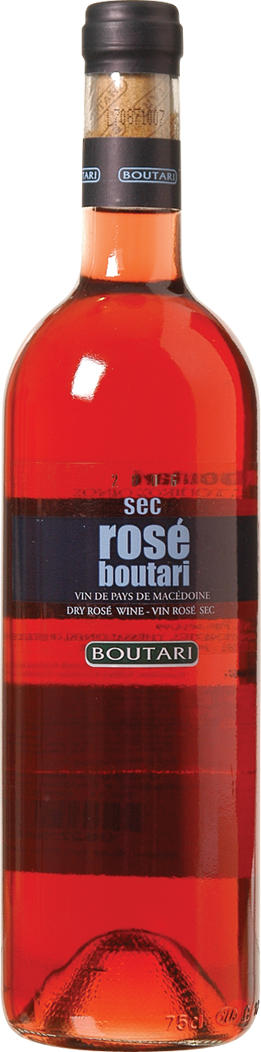 BOUTARI
sec
rosé
boutari
VIN DE PAYS DE MACÉDOINE
DRY ROSÉ WINE - VIN ROSÉ SEC
BOUTARI
75cl